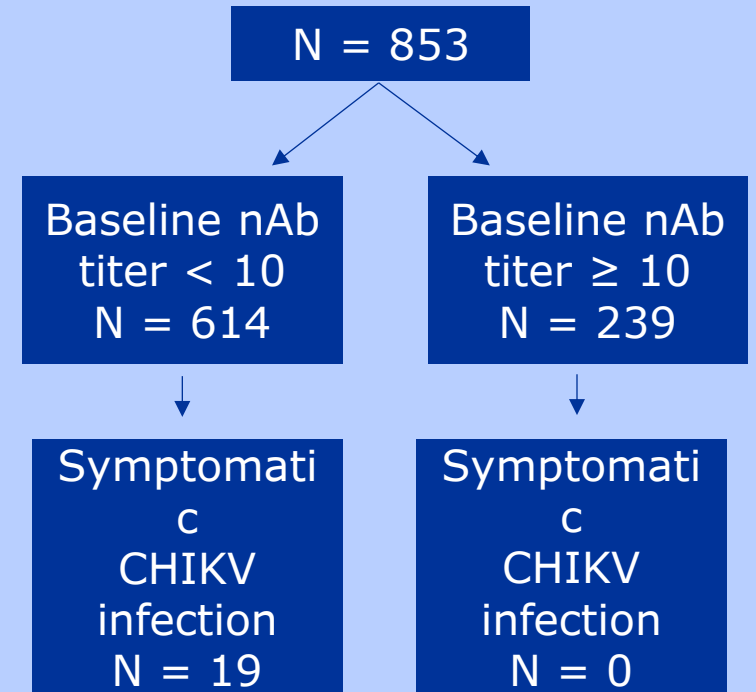 N = 853
Baseline nAb
titer < 10
N = 614
Baseline nAb
titer ≥ 10
N = 239
Symptomati
c
CHIKV
infection
N = 19
Symptomati
c
CHIKV
infection
N = 0